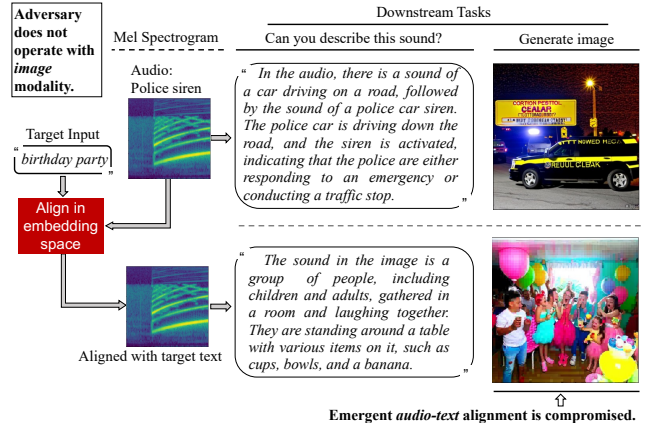 Adversary
does not
operate with
image
modality.
Downstream Tasks
Mel Spectrogram
Can you describe this sound?
Generate image
Audio:
Police siren
Target Input
“ birthday party „
Align in
embedding
space
Aligned with target text
“ In the audio, there is a sound of
a car driving on a road, followed
by the sound of a police car siren.
The police car is driving down the
road, and the siren is activated,
indicating that the police are either
responding to an emergency or
conducting a traffic stop. „
“ The sound in the image is a
group of people, including
children and adults, gathered in
a room and laughing together.
They are standing around a table
with various items on it, such as
cups, bowls, and a banana. „
CORTION PESTROL
CEALAR
Emergent audio-text alignment is compromised.